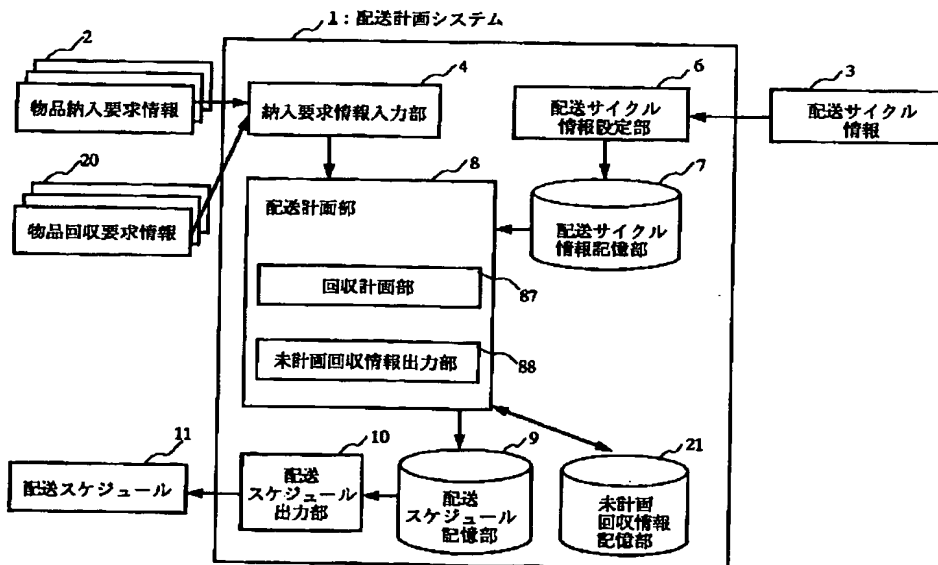 1：配送計画システム
2
物品納入要求情報
4
納入要求情報入力部
6
配送サイクル
情報設定部
3
配送サイクル
情報
20
物品回収要求情報
8
配送計画部
7
配送サイクル
情報記憶部
回収計画部
87
未計画回収情報出力部
88
11
配送スケジュール
10
配送
スケジュール
出力部
9
配送
スケジュール
記憶部
21
未計画
回収情報
記憶部